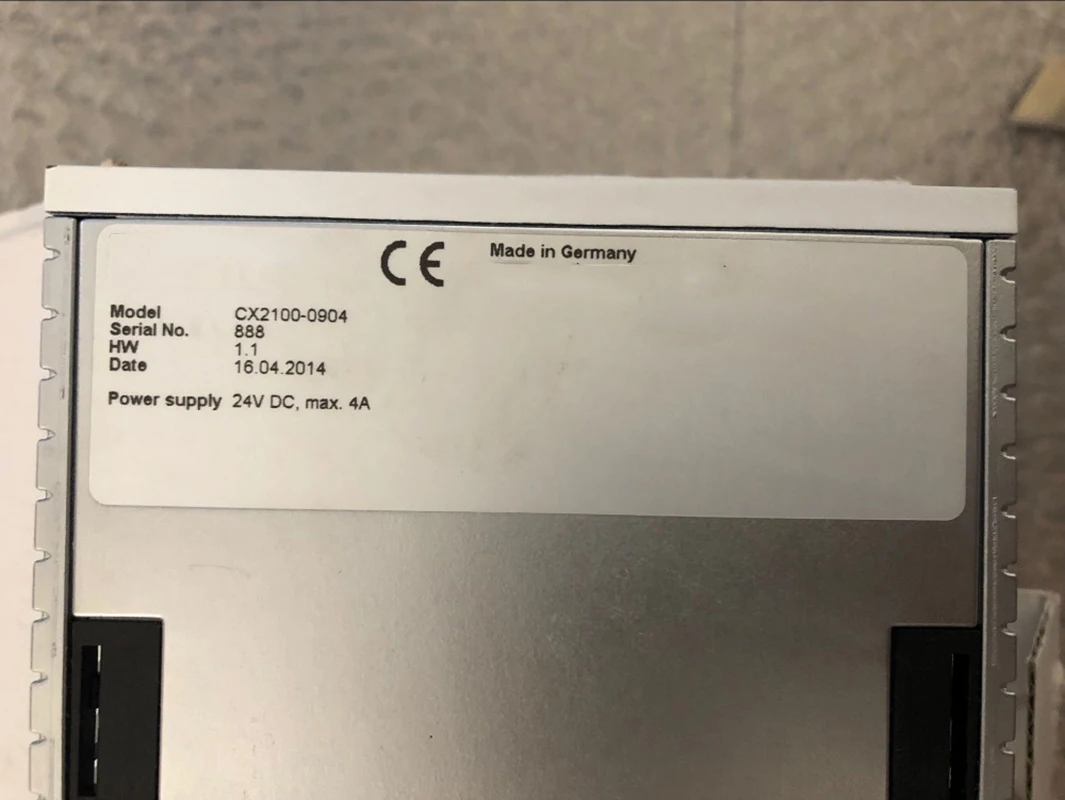 CE Made in Germany
Model CX2100-0904
Serial No. 888
HW 1.1
Date 16.04.2014
Power supply 24V DC, max. 4A